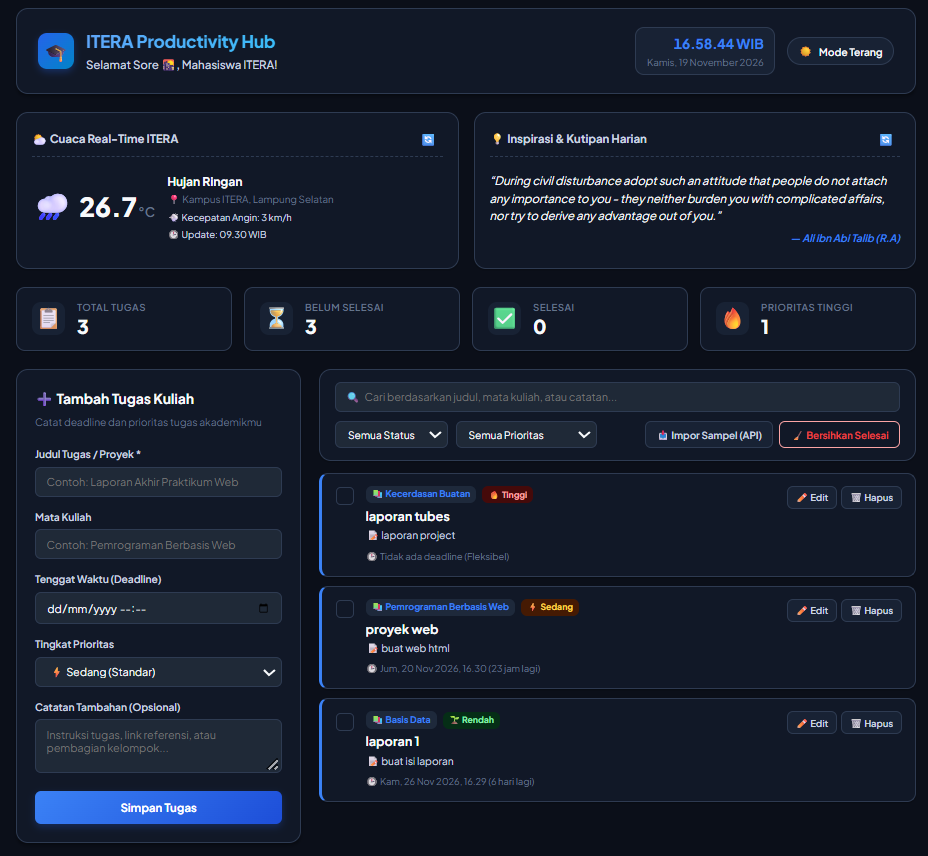 ITERA Productivity Hub
Selamat Sore 🌇, Mahasiswa ITERA!
16.58.44 WIB
Kamis, 19 November 2026
Mode Terang
Cuaca Real-Time ITERA
26.7 °C
Hujan Ringan
Kampus ITERA, Lampung Selatan
Kecepatan Angin: 3 km/h
Update: 09.30 WIB
Inspirasi & Kutipan Harian
"During civil disturbance adopt such an attitude that people do not attach
any importance to you - they neither burden you with complicated affairs,
nor try to derive any advantage out of you."
— Ali ibn Abi Talib (R.A)
TOTAL TUGAS
3
BELUM SELESAI
3
SELESAI
0
PRIORITAS TINGGI
1
Tambah Tugas Kuliah
Catat deadline dan prioritas tugas akademikmu
Judul Tugas / Proyek *
Contoh: Laporan Akhir Praktikum Web
Mata Kuliah
Contoh: Pemrograman Berbasis Web
Tenggat Waktu (Deadline)
dd/mm/yyyy --:--
Tingkat Prioritas
Sedang (Standar)
Catatan Tambahan (Opsional)
Instruksi tugas, link referensi, atau
pembagian kelompok...
Simpan Tugas
Cari berdasarkan judul, mata kuliah, atau catatan...
Semua Status
Semua Prioritas
Impor Sampel (API)
Bersihkan Selesai
Kecerdasan Buatan
Tinggi
Edit
Hapus
laporan tubes
laporan project
Tidak ada deadline (Fleksibel)
Pemrograman Berbasis Web
Sedang
Edit
Hapus
proyek web
buat web html
Jum, 20 Nov 2026, 16.30 (23 jam lagi)
Basis Data
Rendah
Edit
Hapus
laporan 1
buat isi laporan
Kam, 26 Nov 2026, 16.29 (6 hari lagi)